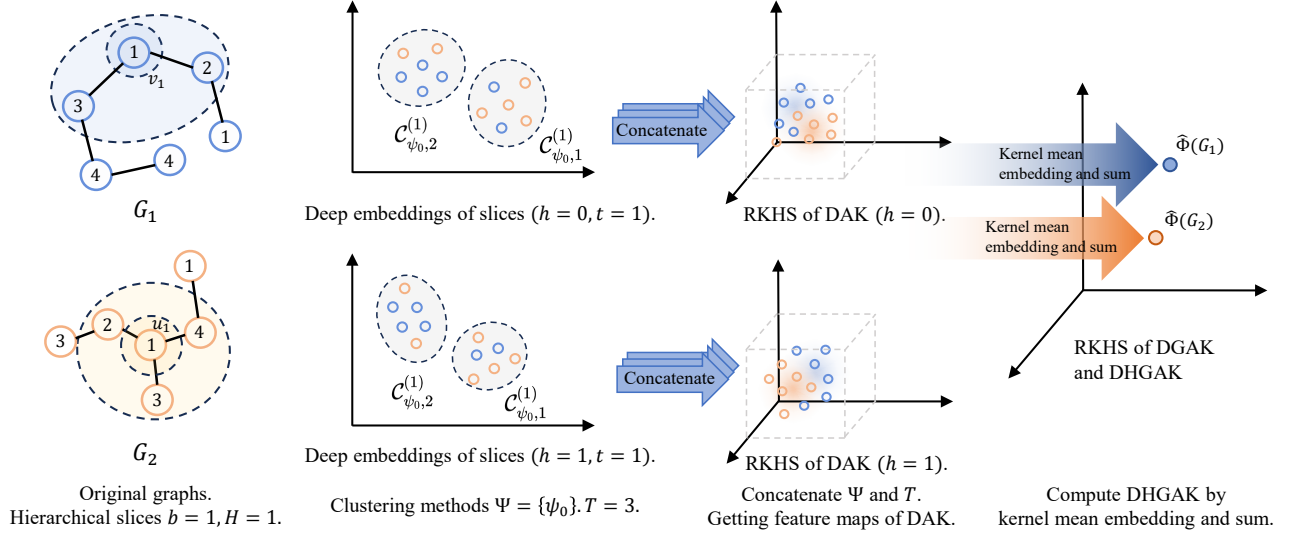 1
v₁
2
3
1
4
4
G₁
1
2
u₁
4
3
1
3
G₂
Original graphs.
Hierarchical slices b = 1, H = 1.
𝒞_{ψ₀,2}^{(1)}
𝒞_{ψ₀,1}^{(1)}
Deep embeddings of slices (h = 0, t = 1).
𝒞_{ψ₀,2}^{(1)}
𝒞_{ψ₀,1}^{(1)}
Deep embeddings of slices (h = 1, t = 1).
Clustering methods Ψ = {ψ₀}. T = 3.
Concatenate
Concatenate
RKHS of DAK (h = 0).
RKHS of DAK (h = 1).
Concatenate Ψ and T.
Getting feature maps of DAK.
Kernel mean
embedding and sum
Kernel mean
embedding and sum
Φ̂(G₁)
Φ̂(G₂)
RKHS of DGAK
and DHGAK
Compute DHGAK by
kernel mean embedding and sum.